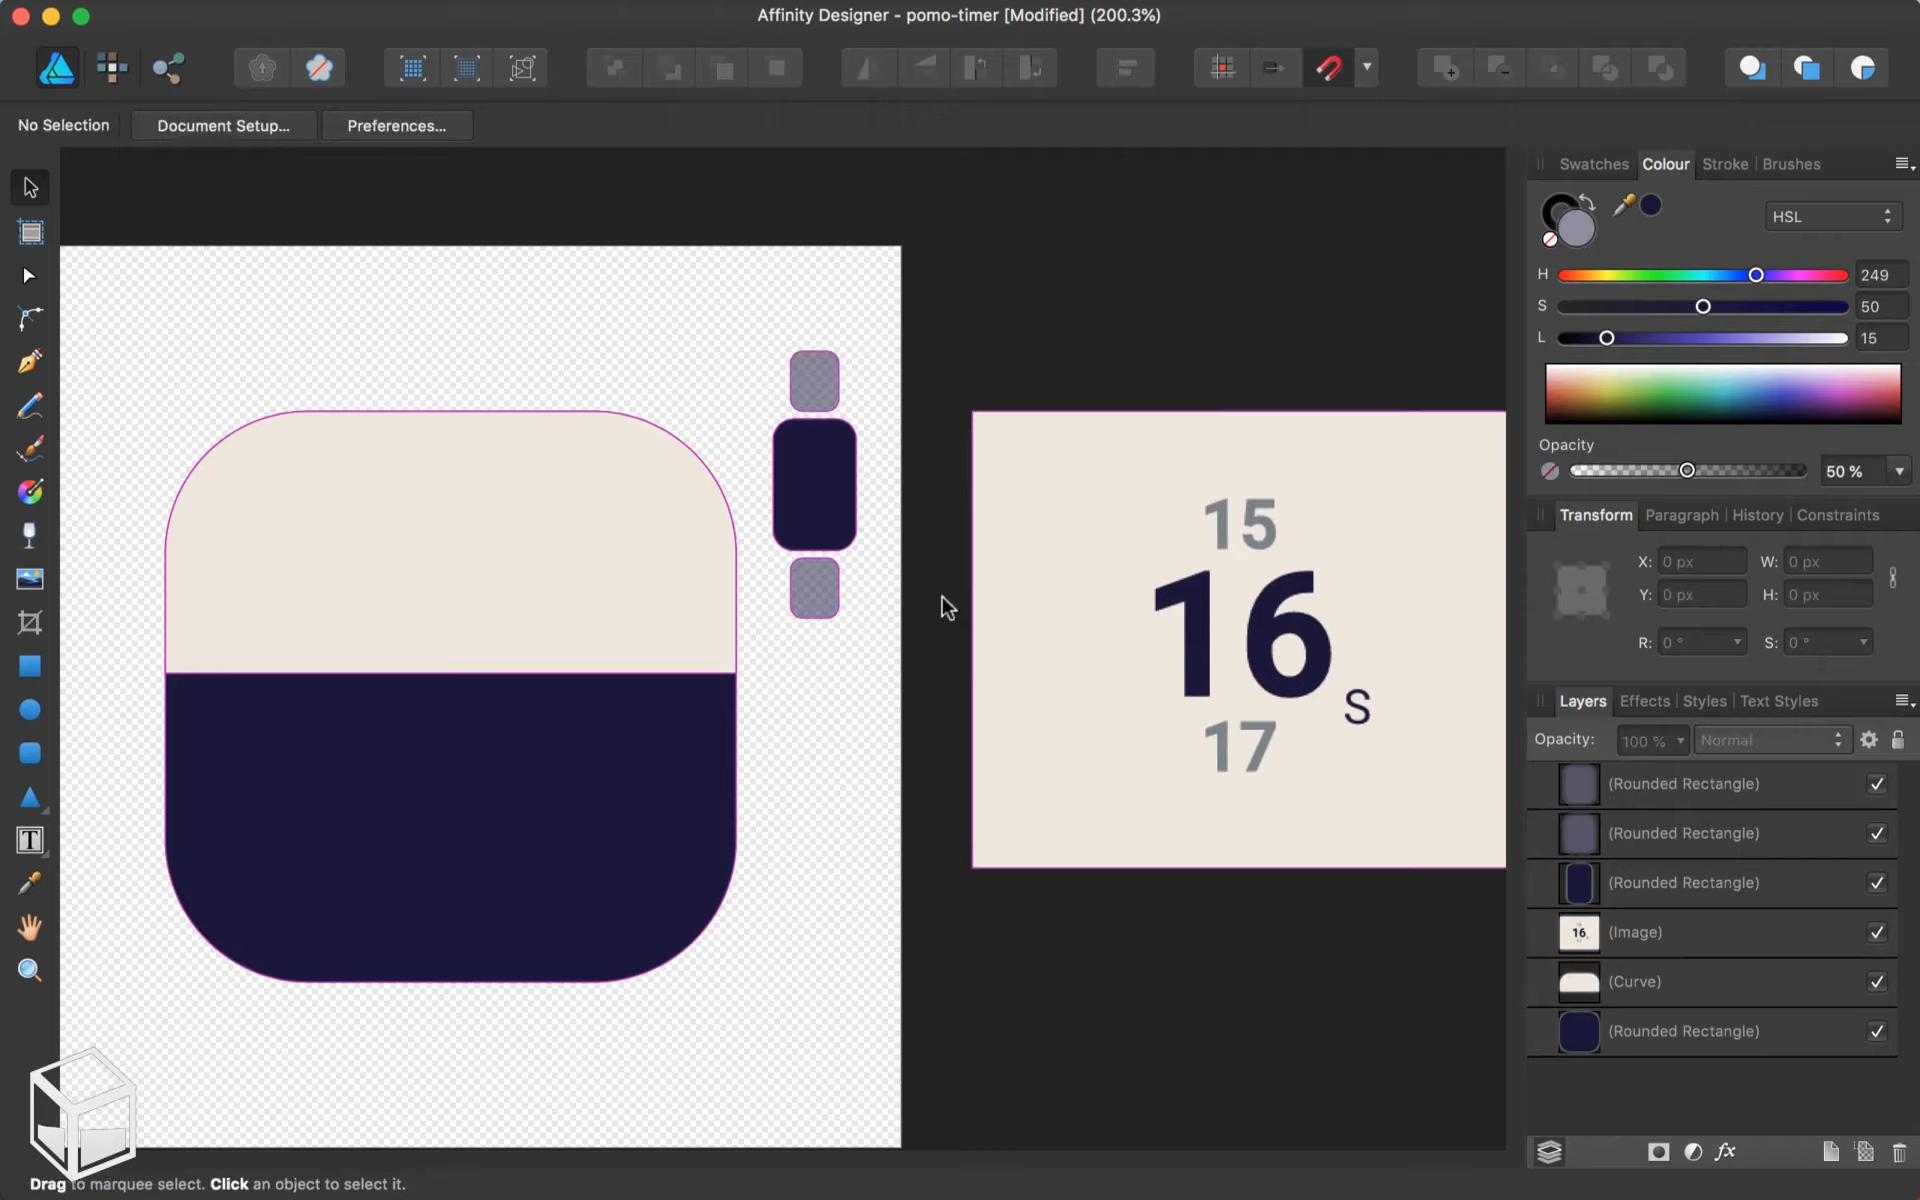 Affinity Designer - pomo-timer [Modified] (200.3%)
No Selection
Document Setup...
Preferences...
Swatches
Colour
Stroke
Brushes
HSL
H
249
S
50
L
15
Opacity
50 %
Transform
Paragraph
History
Constraints
X:
0 px
W:
0 px
Y:
0 px
H:
0 px
R:
0 °
S:
0 °
15
16
S
17
Layers
Effects
Styles
Text Styles
Opacity:
100 %
Normal
(Rounded Rectangle)
(Rounded Rectangle)
(Rounded Rectangle)
16
(Image)
(Curve)
(Rounded Rectangle)
fx
T
Drag to marquee select. Click an object to select it.